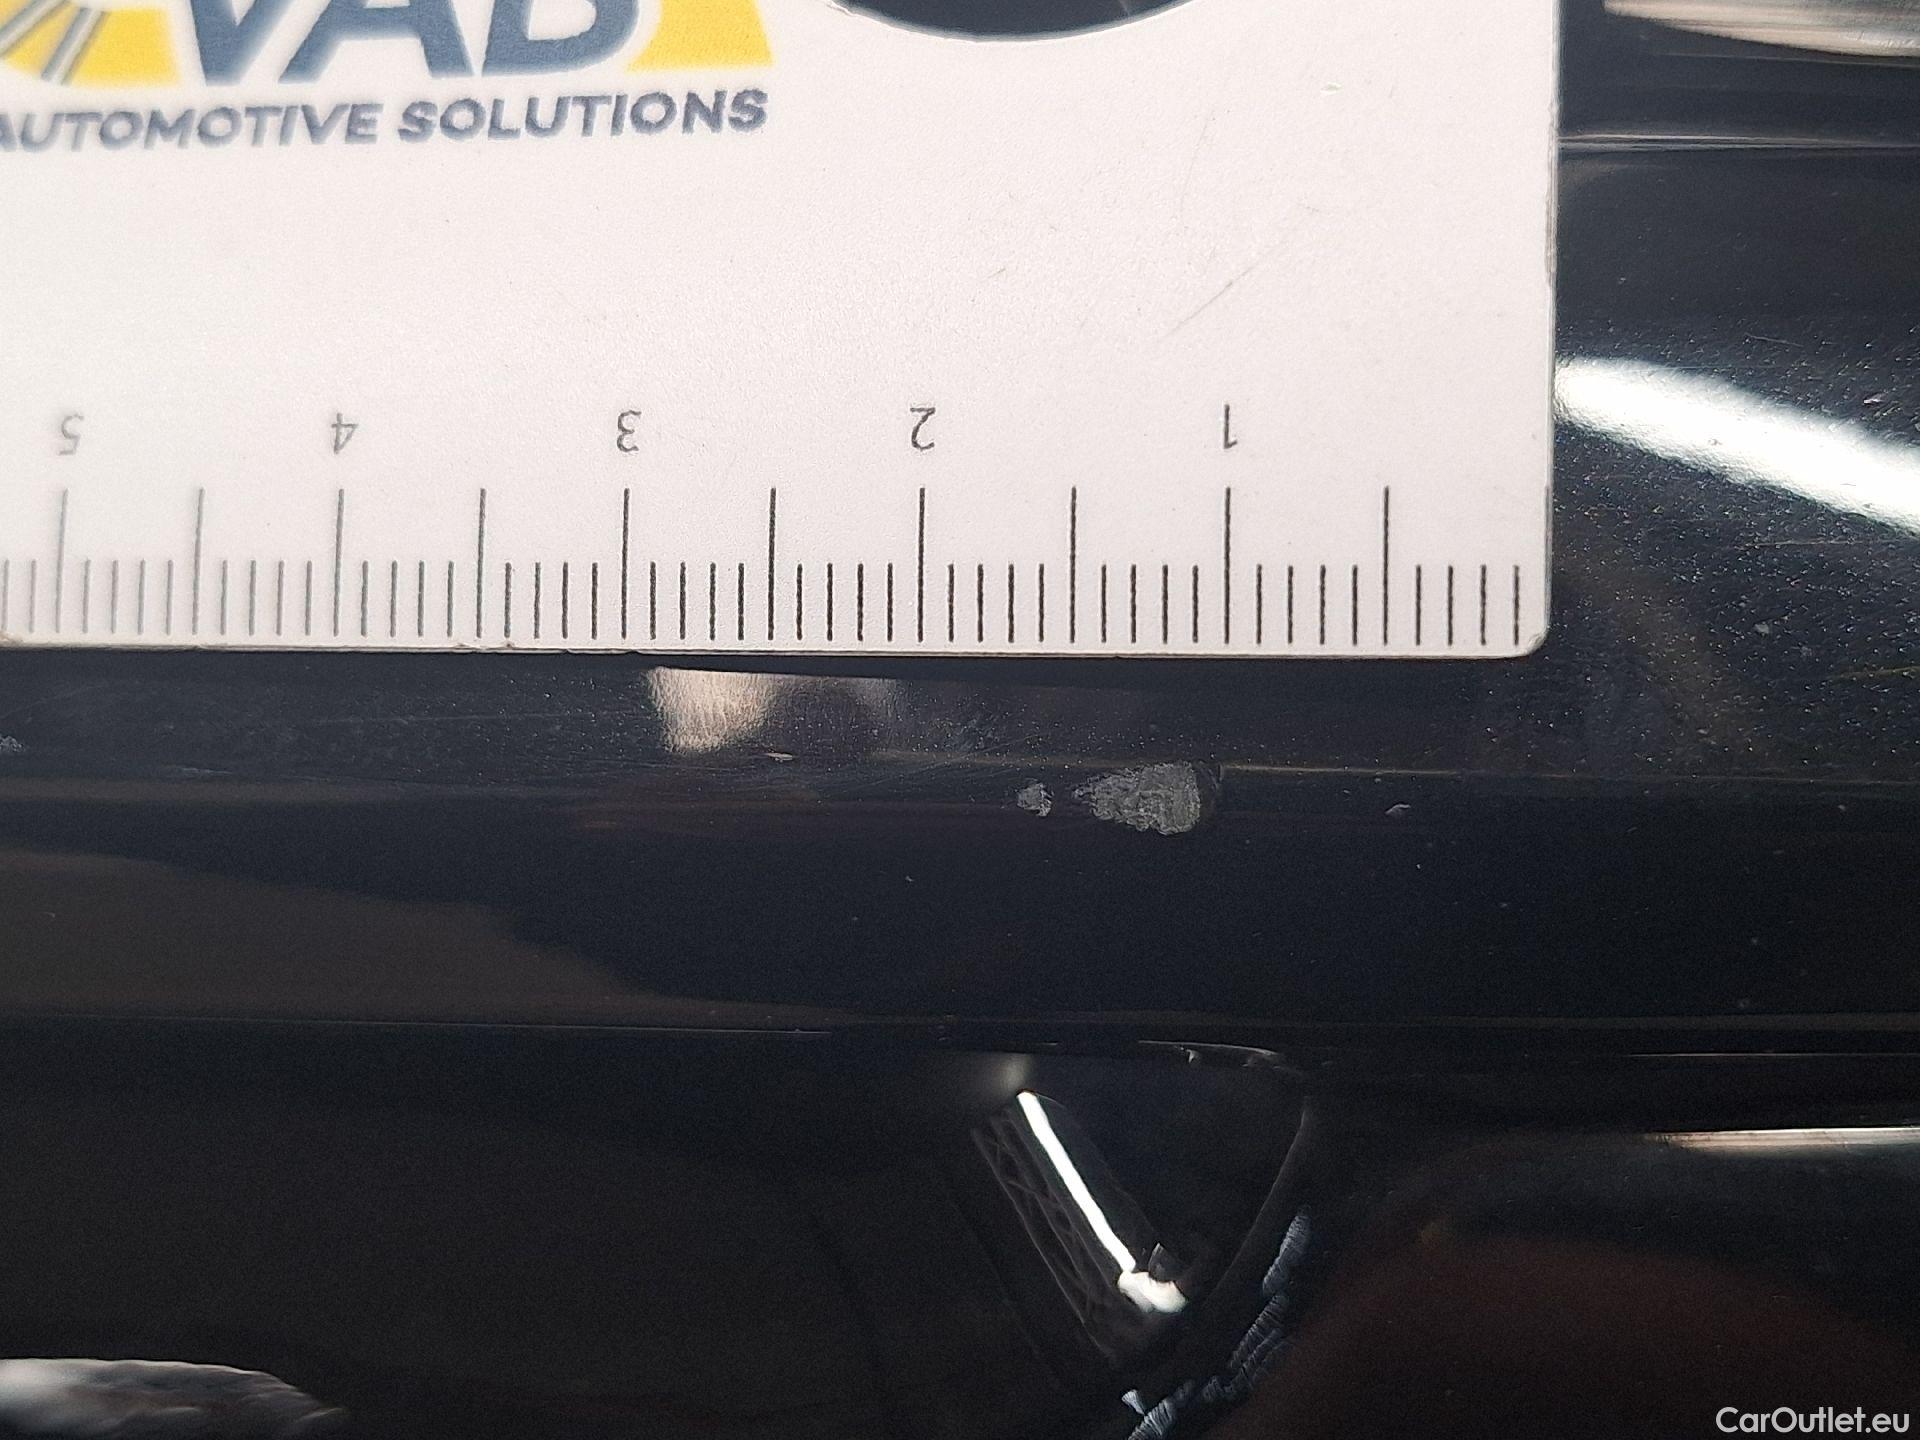 VAB
AUTOMOTIVE SOLUTIONS
5 4 3 2 1
CarOutlet.eu